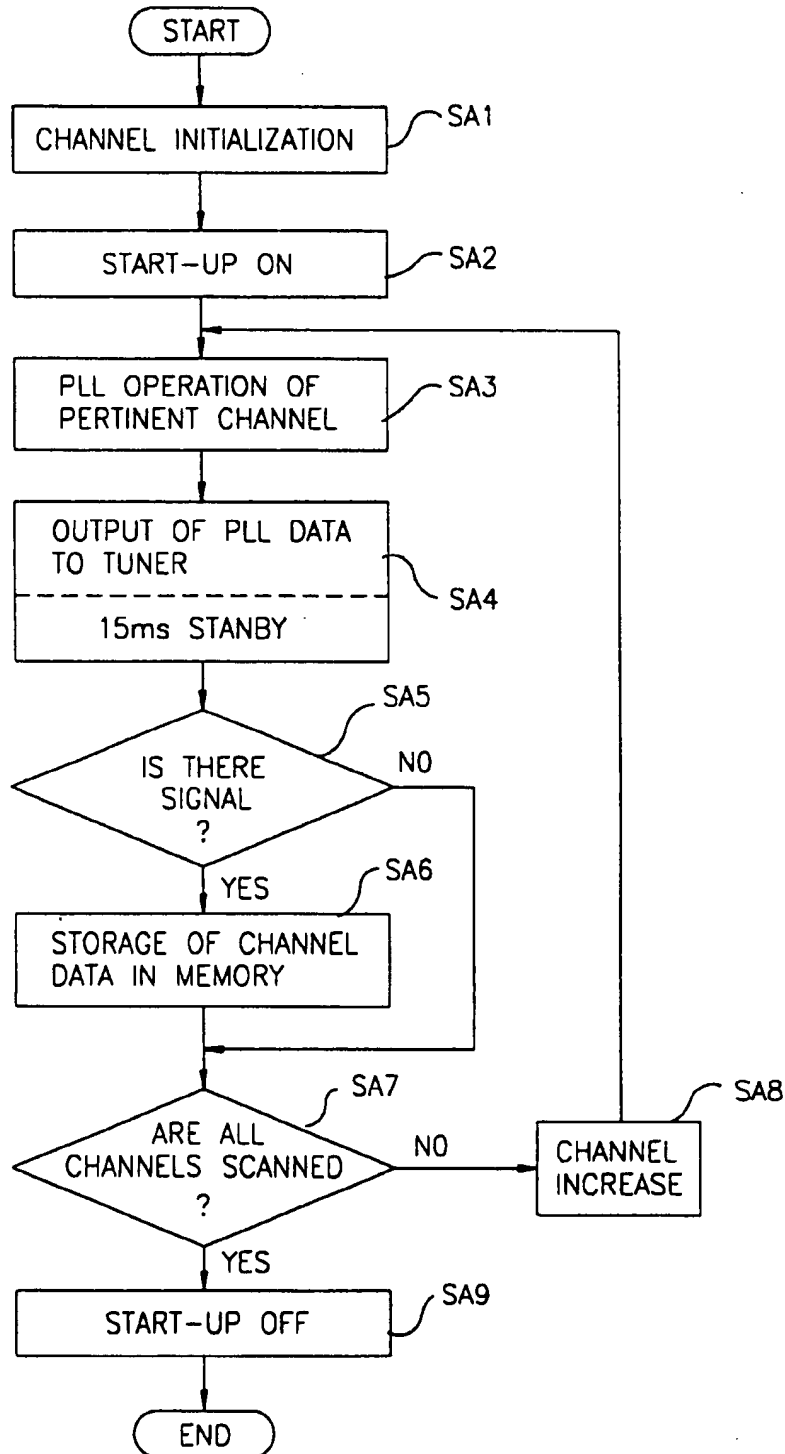 START
CHANNEL INITIALIZATION
SA1
START-UP ON
SA2
PLL OPERATION OF
PERTINENT CHANNEL
SA3
OUTPUT OF PLL DATA
TO TUNER
15ms STANBY
SA4
IS THERE
SIGNAL
?
SA5
NO
YES
STORAGE OF CHANNEL
DATA IN MEMORY
SA6
ARE ALL
CHANNELS SCANNED
?
SA7
NO
CHANNEL
INCREASE
SA8
YES
START-UP OFF
SA9
END